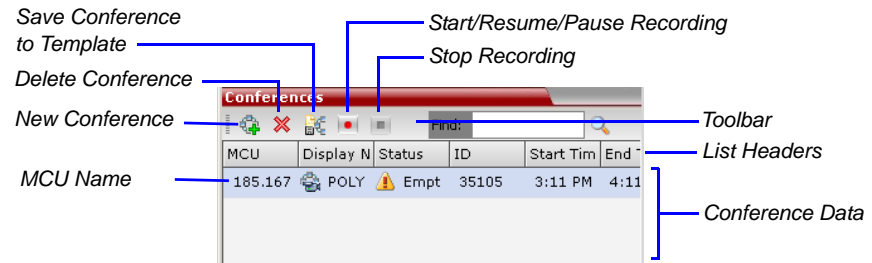 Save Conference
to Template
Start/Resume/Pause Recording
Stop Recording
Delete Conference
New Conference
Conferences
Find:
Toolbar
MCU Display N Status ID Start Tim End T
List Headers
MCU Name
185.167 POLY Empt 35105 3:11 PM 4:11
Conference Data